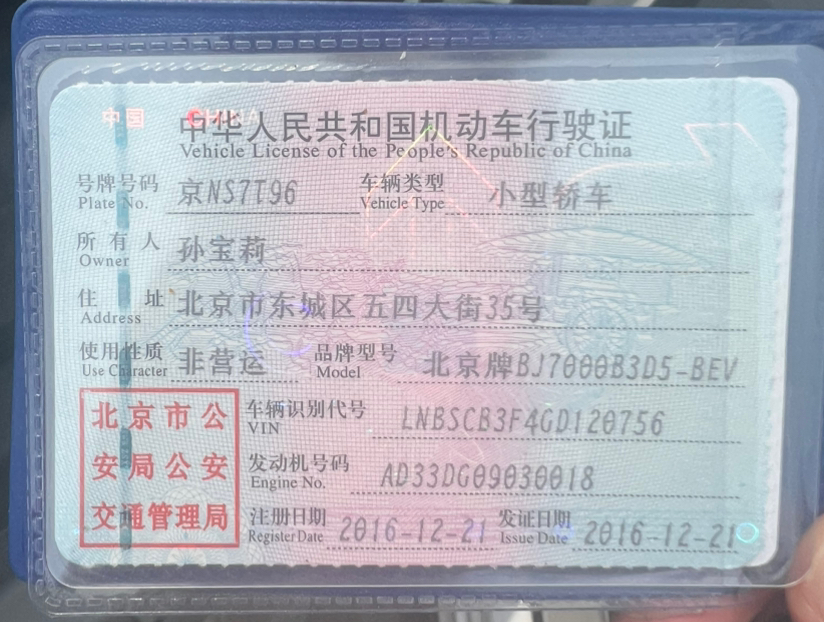 中国 CHINA
中华人民共和国机动车行驶证
Vehicle License of the People's Republic of China
号牌号码 京NS7T96 车辆类型 小型轿车
Plate No. Vehicle Type
所有人 孙宝莉
Owner
住址 北京市东城区五四大街35号
Address
使用性质 非营运 品牌型号 北京牌BJ7000B3D5-BEV
Use Character Model
北京市公 车辆识别代号 LNBSCB3F4GD120756
VIN
安局公安 发动机号码 AD33DG09030018
Engine No.
交通管理局 注册日期 2016-12-21 发证日期 2016-12-21
Register Date Issue Date